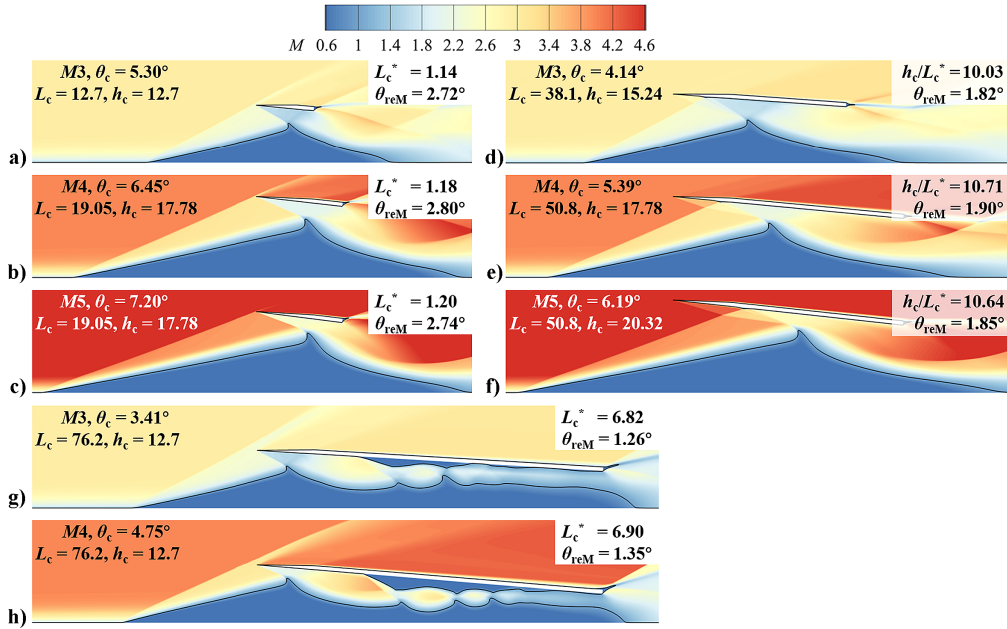 M 0.6 1 1.4 1.8 2.2 2.6 3 3.4 3.8 4.2 4.6
M3, θc = 5.30°
Lc = 12.7, hc = 12.7
Lc* = 1.14
θreM = 2.72°
a)
M3, θc = 4.14°
Lc = 38.1, hc = 15.24
hc/Lc* = 10.03
θreM = 1.82°
d)
M4, θc = 6.45°
Lc = 19.05, hc = 17.78
Lc* = 1.18
θreM = 2.80°
b)
M4, θc = 5.39°
Lc = 50.8, hc = 17.78
hc/Lc* = 10.71
θreM = 1.90°
e)
M5, θc = 7.20°
Lc = 19.05, hc = 17.78
Lc* = 1.20
θreM = 2.74°
c)
M5, θc = 6.19°
Lc = 50.8, hc = 20.32
hc/Lc* = 10.64
θreM = 1.85°
f)
M3, θc = 3.41°
Lc = 76.2, hc = 12.7
Lc* = 6.82
θreM = 1.26°
g)
M4, θc = 4.75°
Lc = 76.2, hc = 12.7
Lc* = 6.90
θreM = 1.35°
h)